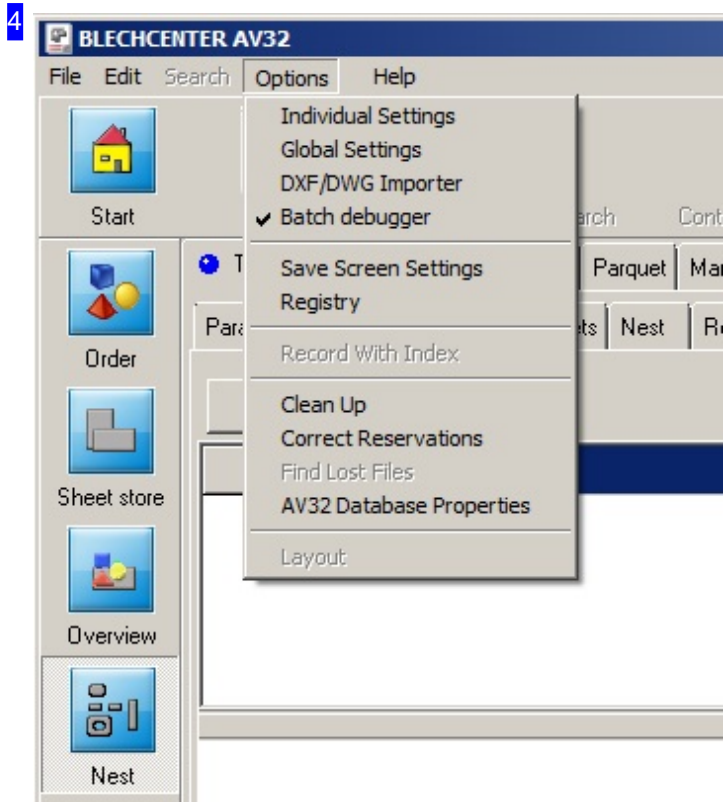 4
BLECHCENTER AV32
File Edit Search Options Help
Individual Settings
Global Settings
DXF/DWG Importer
Batch debugger
Save Screen Settings
Registry
Record With Index
Clean Up
Correct Reservations
Find Lost Files
AV32 Database Properties
Layout
Start
Order
Sheet store
Overview
Nest
Parquet
Nest